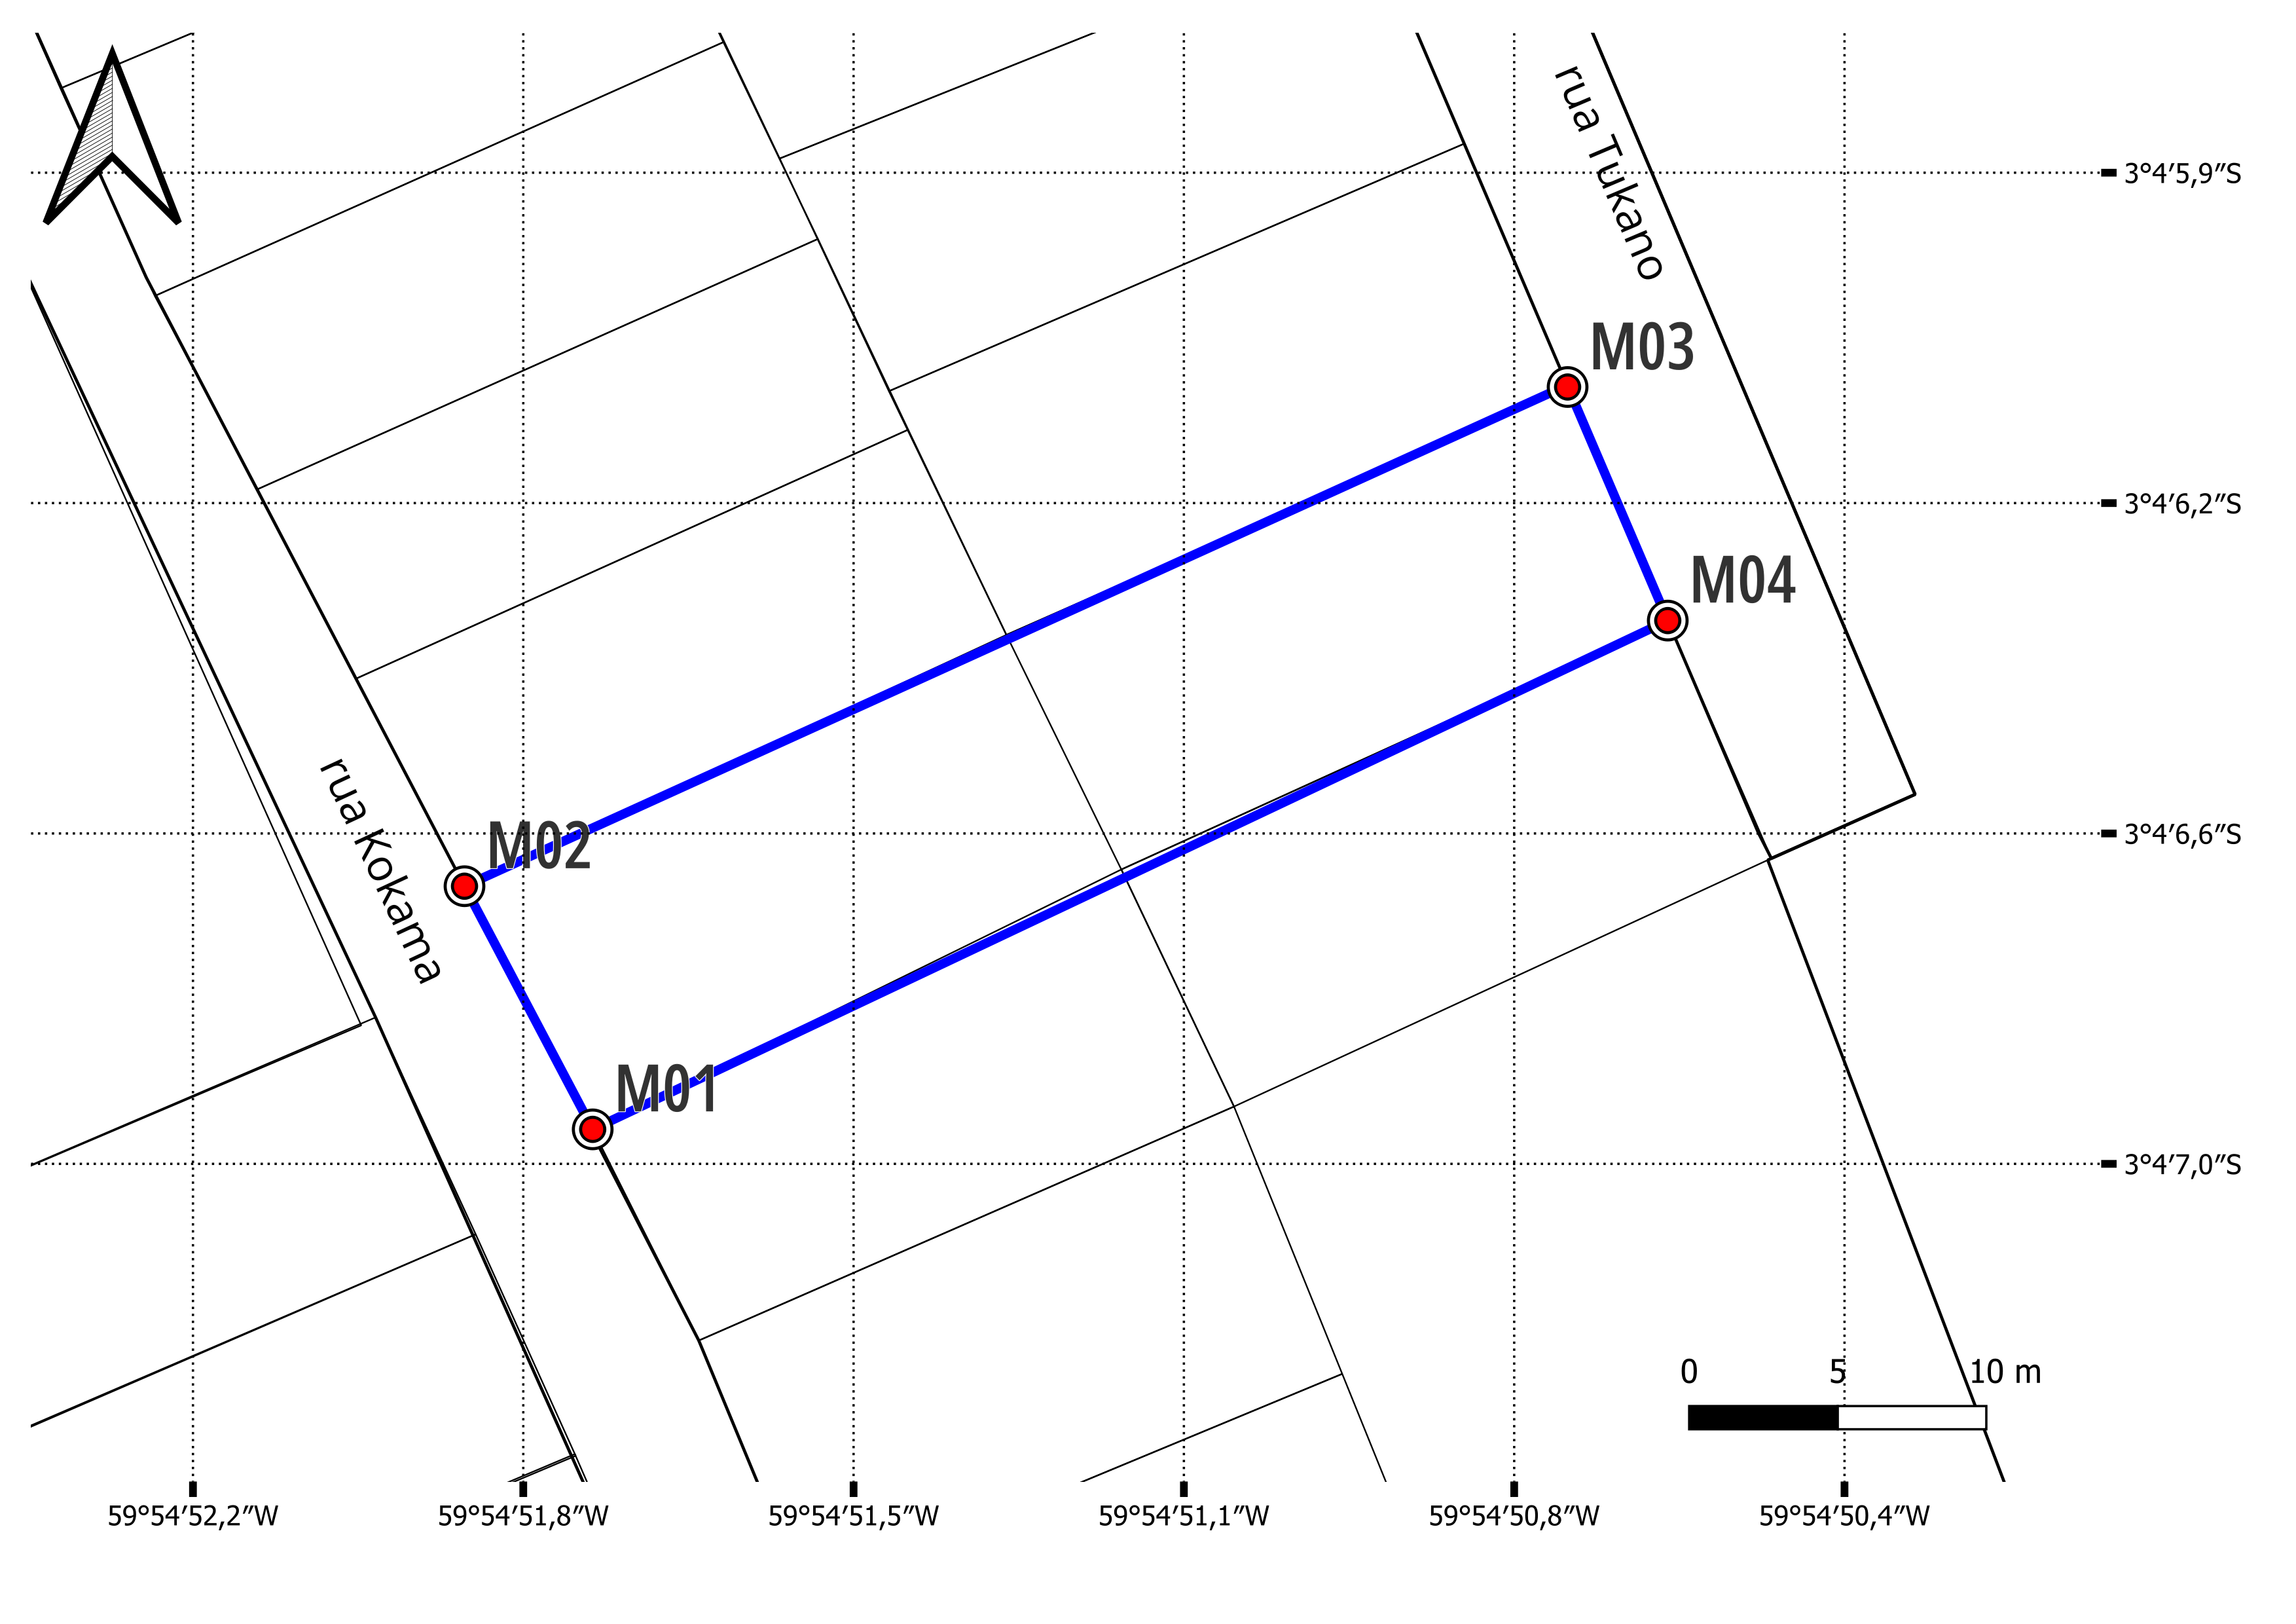 rua Tukano
3°4′5,9″S
M03
3°4′6,2″S
M04
rua Kokama
M02
3°4′6,6″S
M01
3°4′7,0″S
0 5 10 m
59°54′52,2″W 59°54′51,8″W 59°54′51,5″W 59°54′51,1″W 59°54′50,8″W 59°54′50,4″W